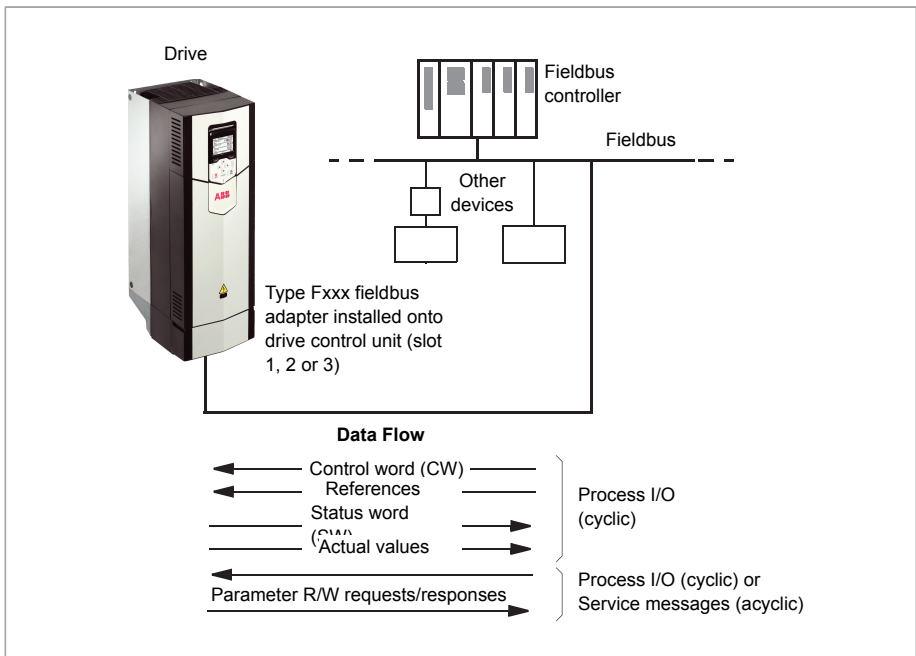 Drive
Fieldbus
controller
Fieldbus
Other
devices
ABB
Type Fxxx fieldbus
adapter installed onto
drive control unit (slot
1, 2 or 3)
Data Flow
Control word (CW)
References
Status word
(SW)
Actual values
Process I/O
(cyclic)
Parameter R/W requests/responses
Process I/O (cyclic) or
Service messages (acyclic)